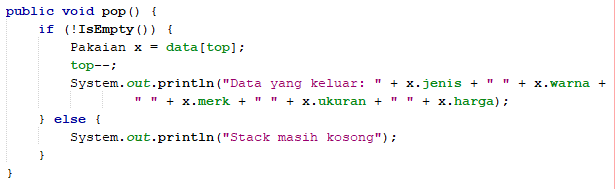 public void pop() {
if (!IsEmpty()) {
Pakaian x = data[top];
top--;
System.out.println("Data yang keluar: " + x.jenis + " " + x.warna +
" " + x.merk + " " + x.ukuran + " " + x.harga);
} else {
System.out.println("Stack masih kosong");
}
}